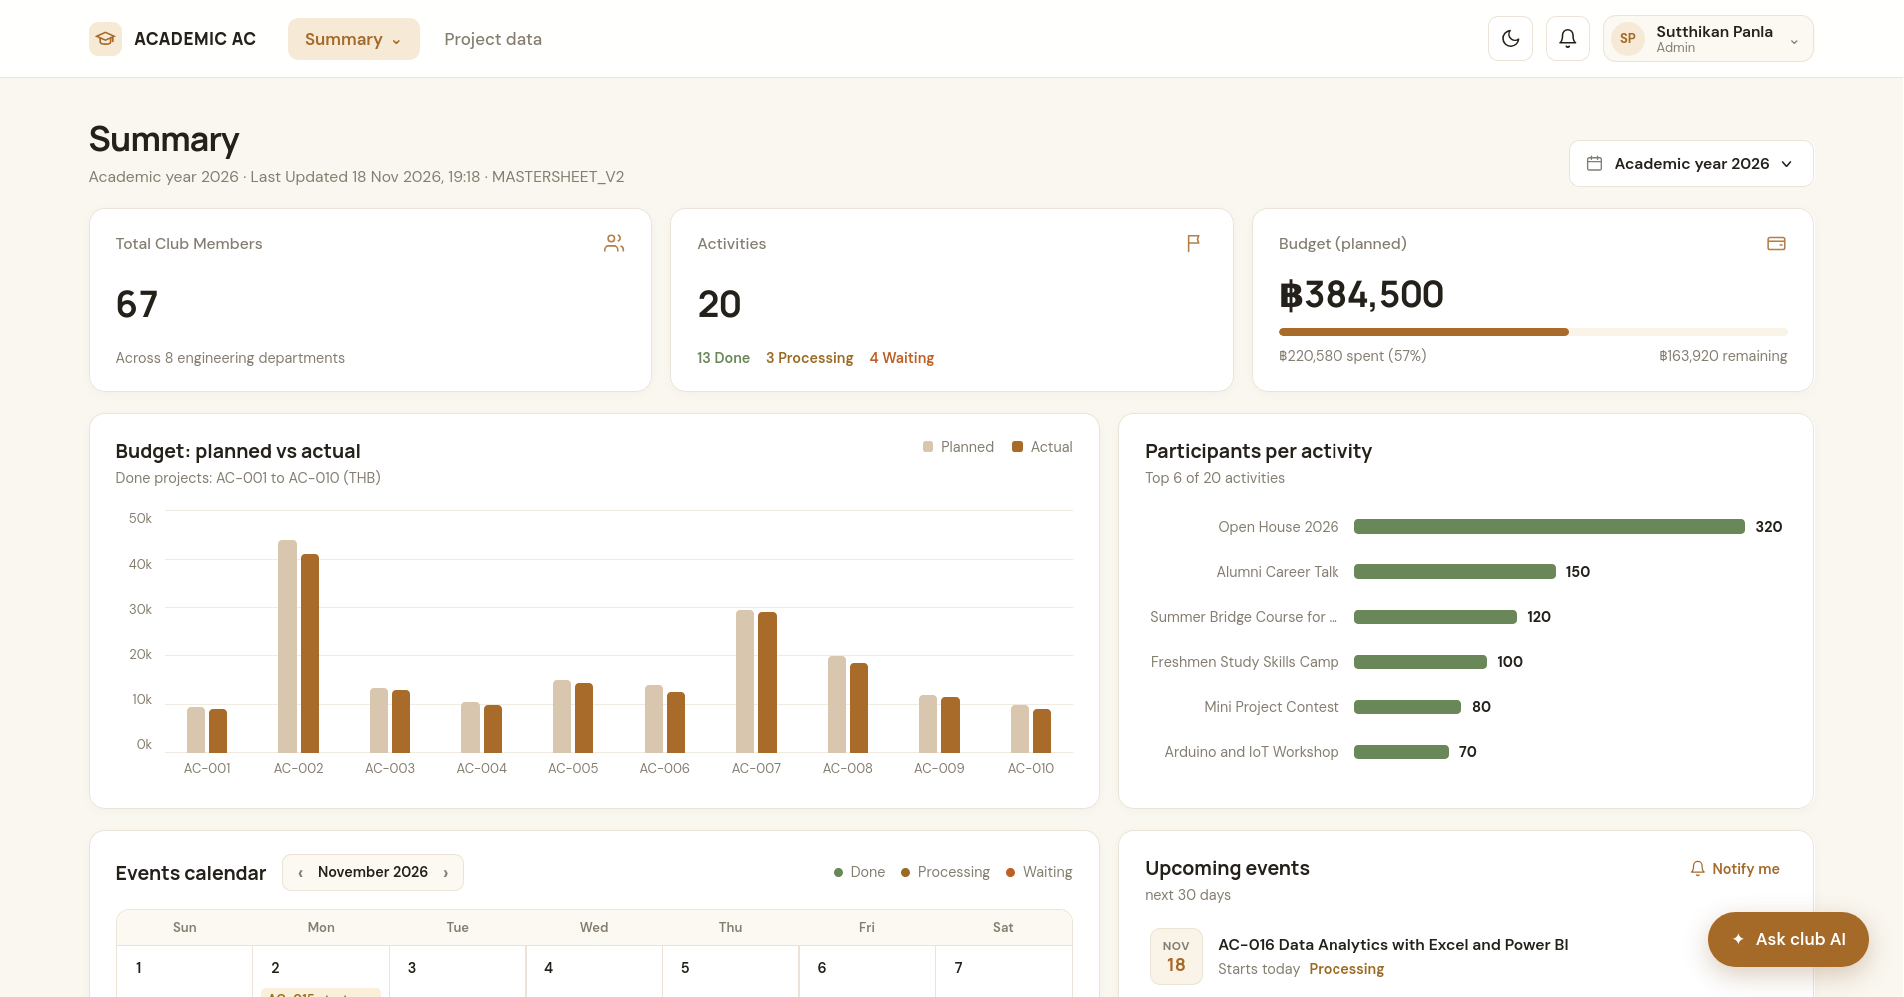 ACADEMIC AC
Summary
Project data
SP
Sutthikan Panla
Admin
Summary
Academic year 2026 · Last Updated 18 Nov 2026, 19:18 · MASTERSHEET_V2
Academic year 2026
Total Club Members
67
Across 8 engineering departments
Activities
20
13 Done 3 Processing 4 Waiting
Budget (planned)
฿384,500
฿220,580 spent (57%)
฿163,920 remaining
Budget: planned vs actual
Done projects: AC-001 to AC-010 (THB)
Planned
Actual
50k
40k
30k
20k
10k
0k
AC-001 AC-002 AC-003 AC-004 AC-005 AC-006 AC-007 AC-008 AC-009 AC-010
Participants per activity
Top 6 of 20 activities
Open House 2026 320
Alumni Career Talk 150
Summer Bridge Course for ... 120
Freshmen Study Skills Camp 100
Mini Project Contest 80
Arduino and IoT Workshop 70
Events calendar
‹ November 2026 ›
Done
Processing
Waiting
Sun Mon Tue Wed Thu Fri Sat
1 2 3 4 5 6 7
Upcoming events
next 30 days
Notify me
NOV
18
AC-016 Data Analytics with Excel and Power BI
Starts today Processing
Ask club AI